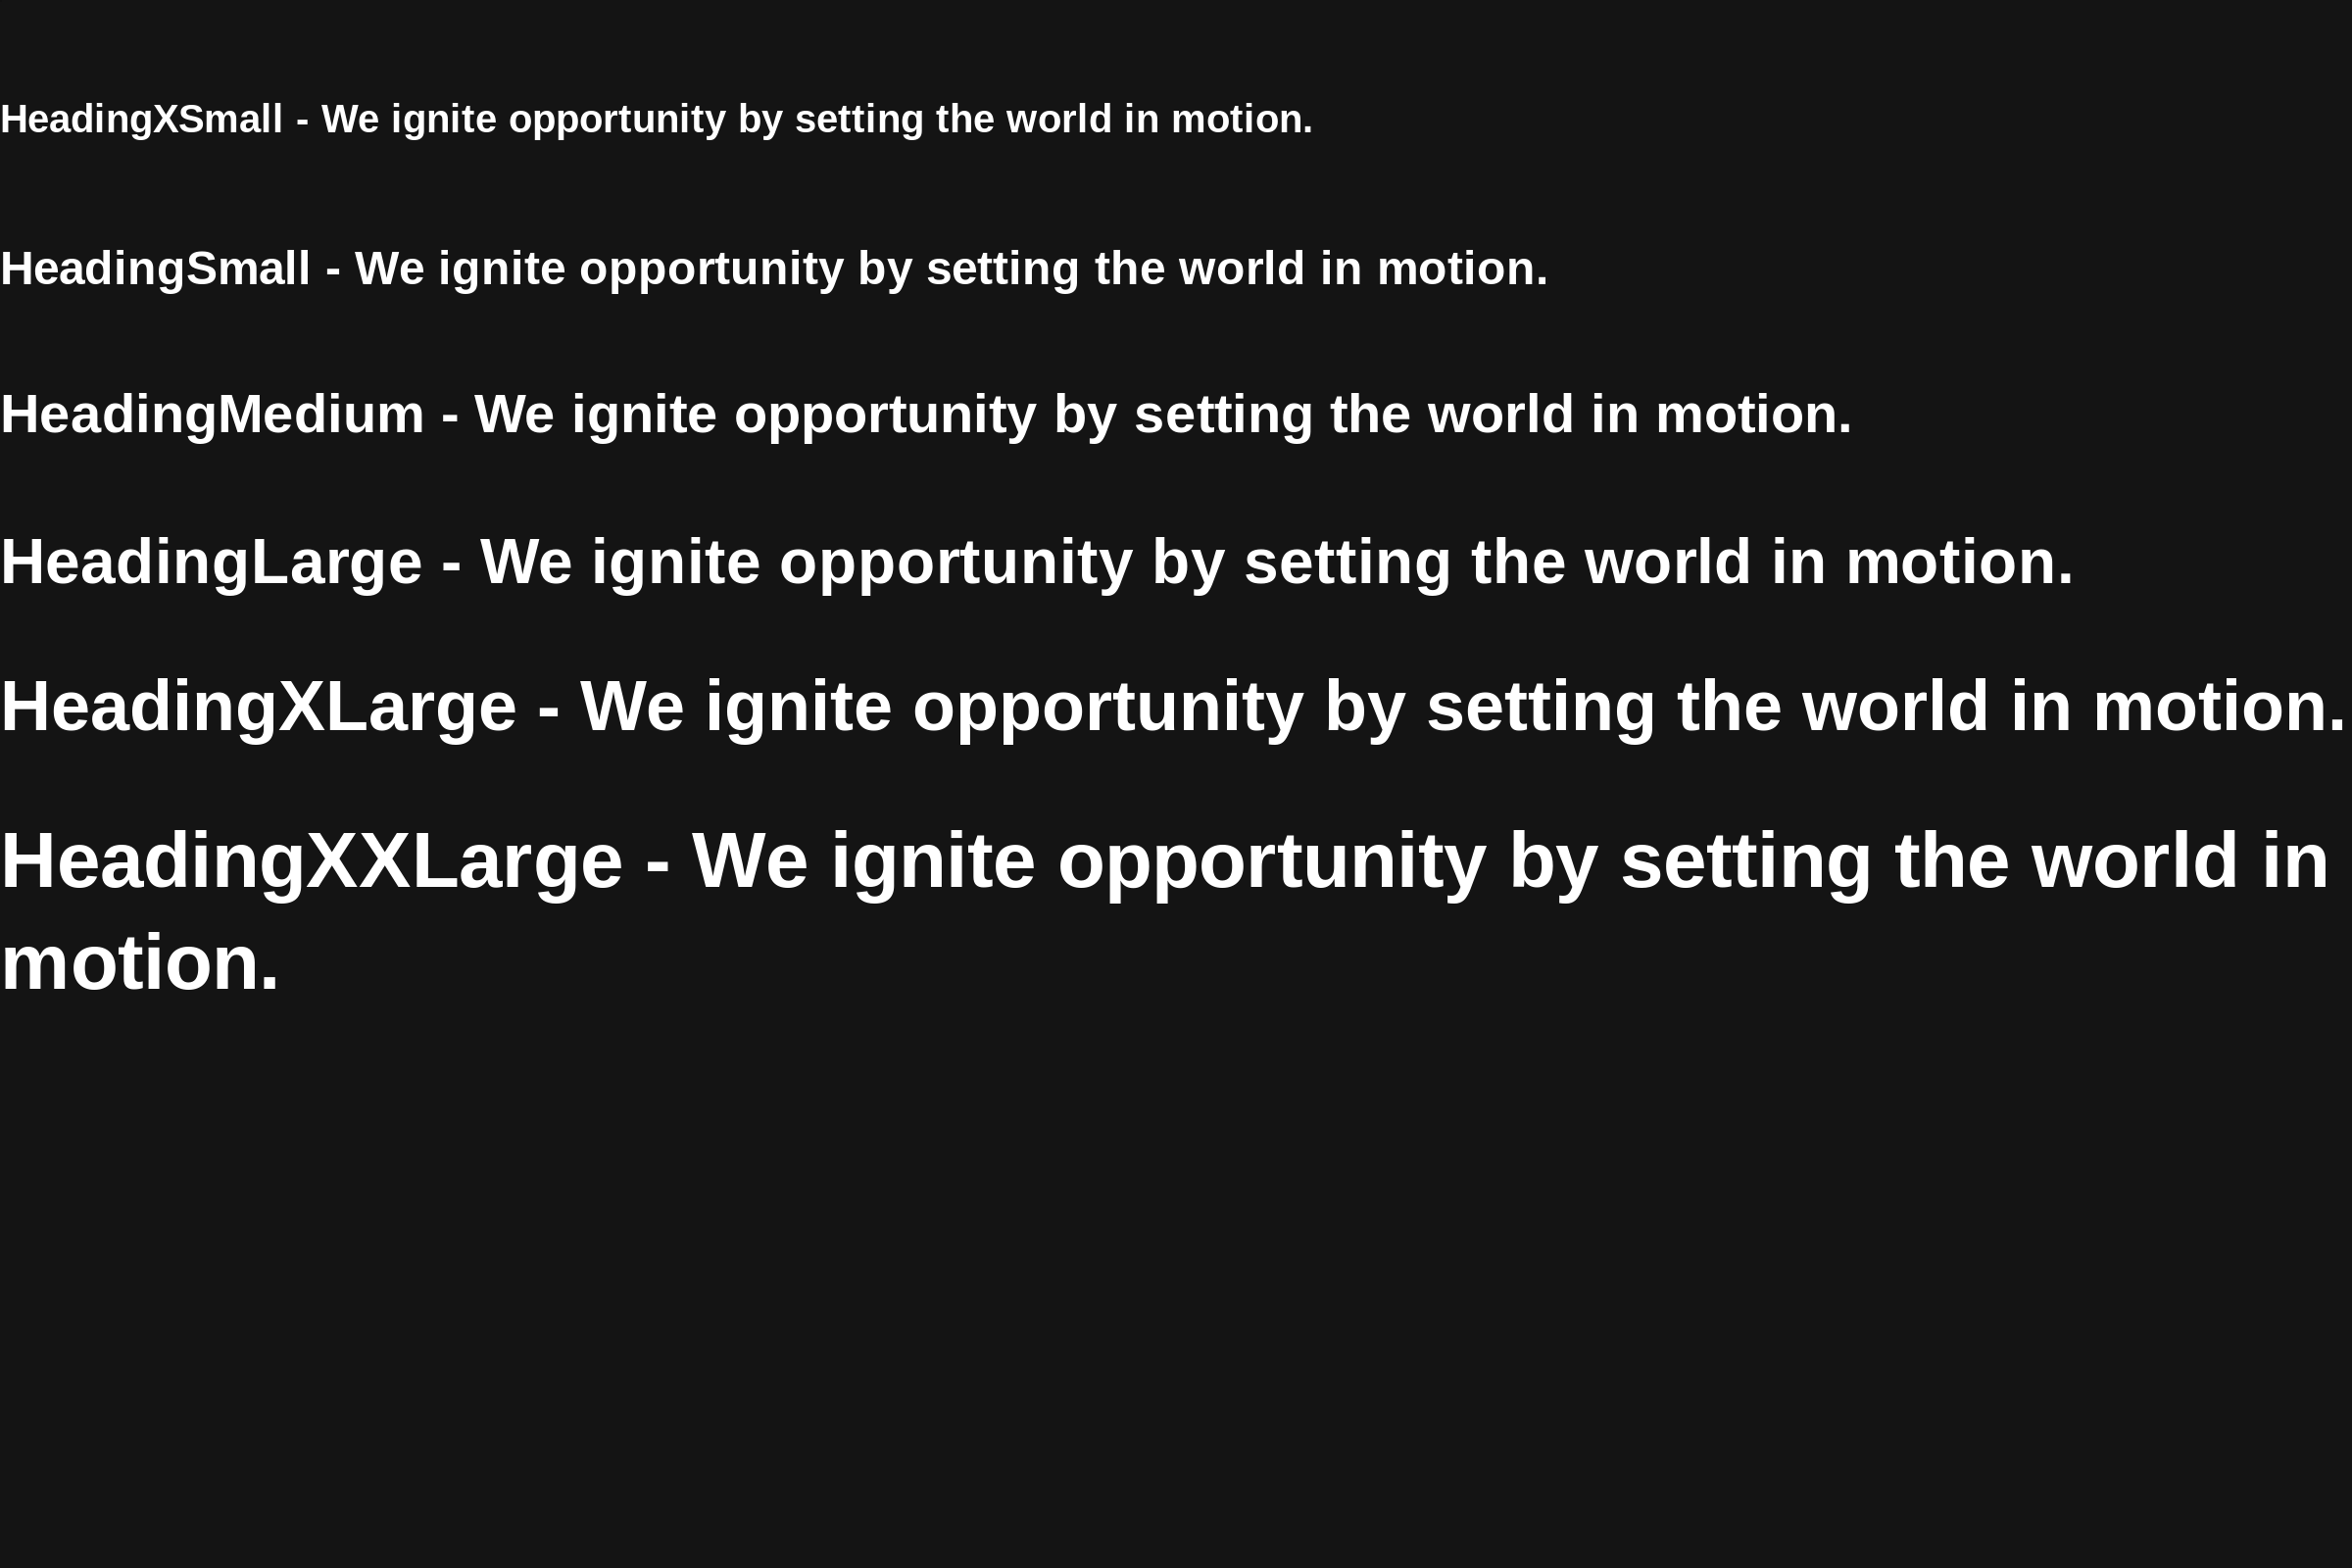 HeadingXSmall - We ignite opportunity by setting the world in motion.
HeadingSmall - We ignite opportunity by setting the world in motion.
HeadingMedium - We ignite opportunity by setting the world in motion.
HeadingLarge - We ignite opportunity by setting the world in motion.
HeadingXLarge - We ignite opportunity by setting the world in motion.
HeadingXXLarge - We ignite opportunity by setting the world in
motion.